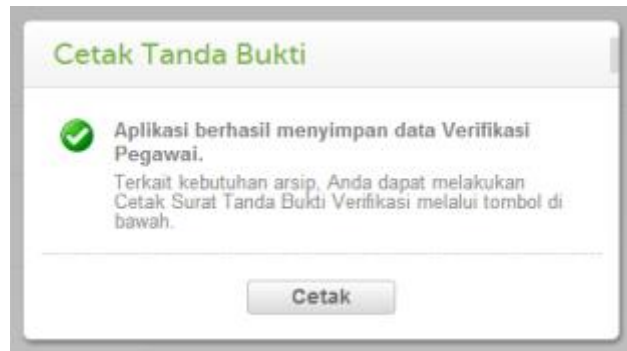 Cetak Tanda Bukti
Aplikasi berhasil menyimpan data Verifikasi
Pegawai.
Terkait kebutuhan arsip, Anda dapat melakukan
Cetak Surat Tanda Bukti Verifikasi melalui tombol di
bawah.
Cetak